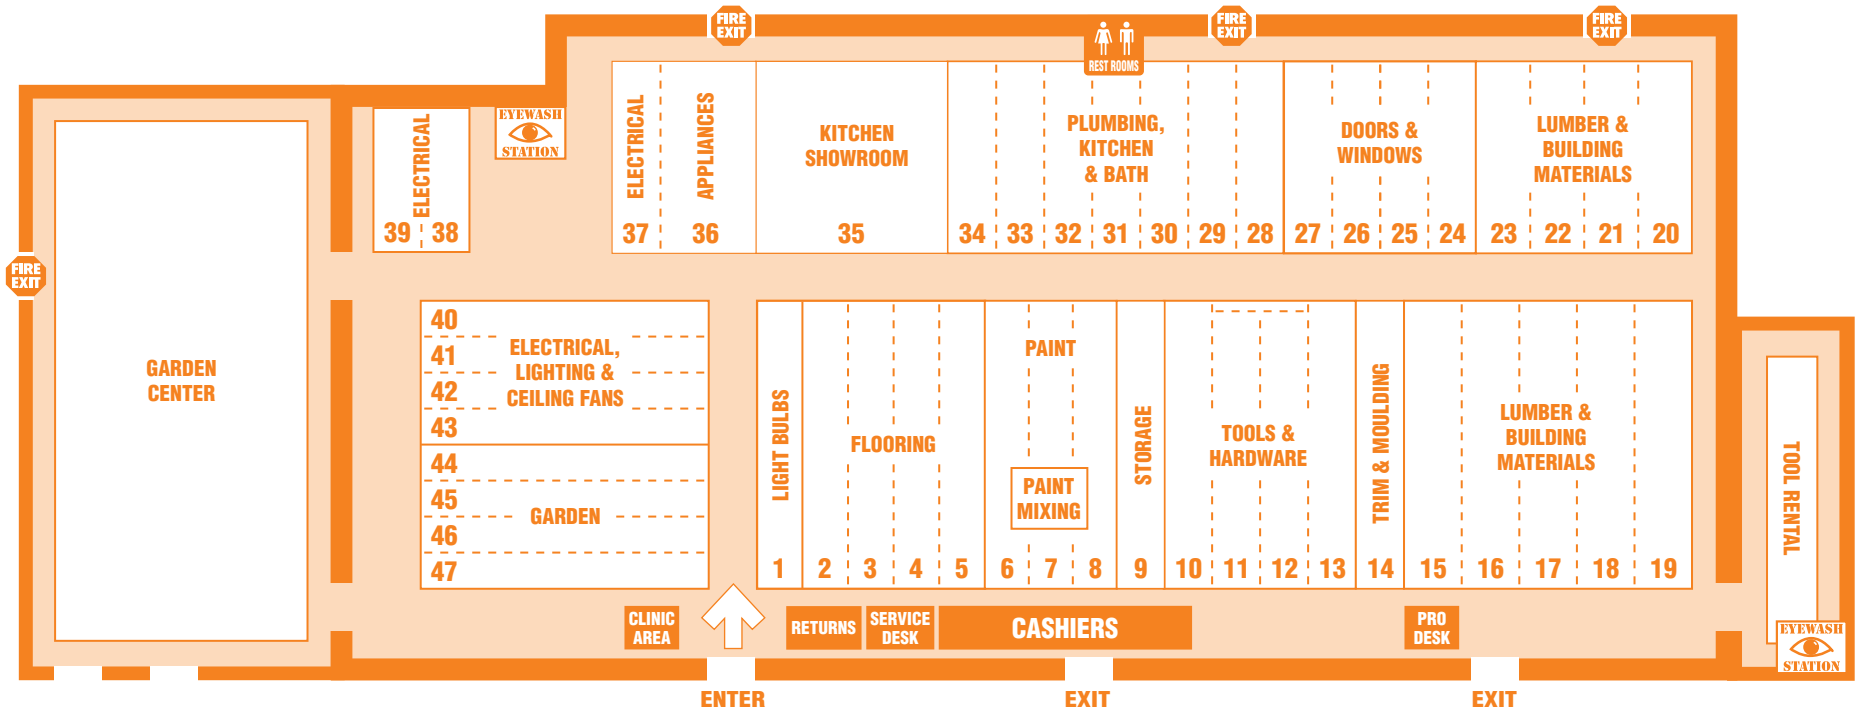 FIRE
EXIT
FIRE
EXIT
FIRE
EXIT
REST ROOMS
EYEWASH
STATION
ELECTRICAL
39
38
ELECTRICAL
37
APPLIANCES
36
KITCHEN
SHOWROOM
35
PLUMBING,
KITCHEN
& BATH
34
33
32
31
30
29
28
DOORS &
WINDOWS
27
26
25
24
LUMBER &
BUILDING
MATERIALS
23
22
21
20
FIRE
EXIT
GARDEN
CENTER
40
41
42
43
ELECTRICAL,
LIGHTING &
CEILING FANS
44
45
46
47
GARDEN
LIGHT BULBS
1
FLOORING
2
3
4
5
PAINT
PAINT
MIXING
6
7
8
STORAGE
9
TOOLS &
HARDWARE
10
11
12
13
TRIM & MOULDING
14
LUMBER &
BUILDING
MATERIALS
15
16
17
18
19
TOOL RENTAL
EYEWASH
STATION
CLINIC
AREA
RETURNS
SERVICE
DESK
CASHIERS
PRO
DESK
ENTER
EXIT
EXIT